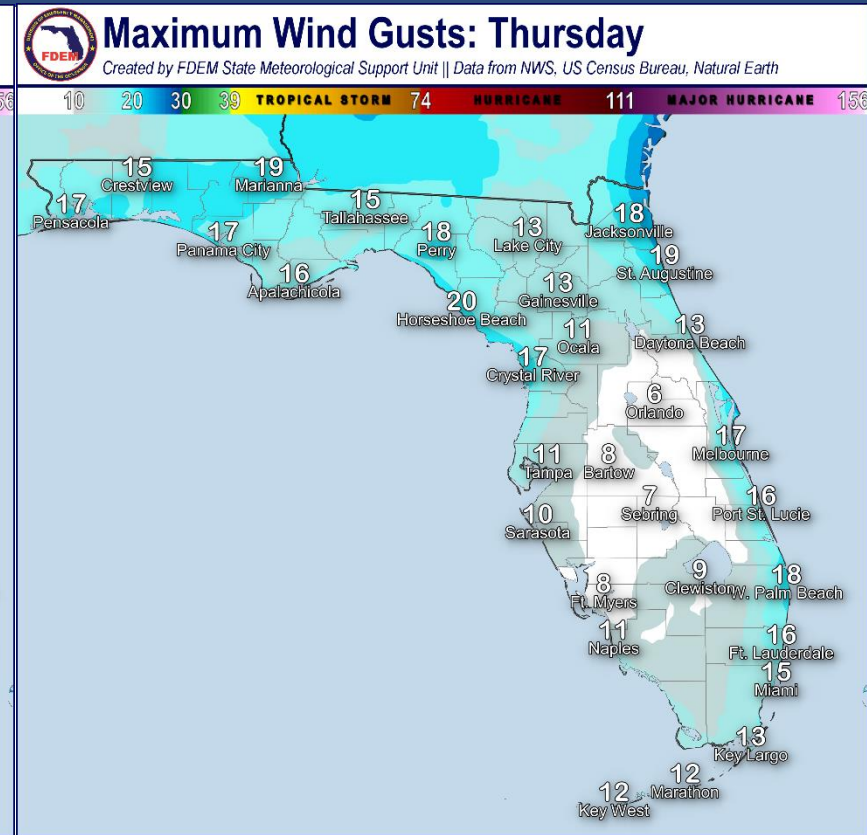 Maximum Wind Gusts: Thursday
Created by FDEM State Meteorological Support Unit || Data from NWS, US Census Bureau, Natural Earth
FDEM
56 10 20 30 39 TROPICAL STORM 74 HURRICANE 111 MAJOR HURRICANE 156
15
Crestview
19
Marianna
17
Pensacola
15
Tallahassee
17
Panama City
18
Perry
13
Lake City
18
Jacksonville
16
Apalachicola
19
St. Augustine
20
Horseshoe Beach
13
Gainesville
11
Ocala
13
Daytona Beach
17
Crystal River
6
Orlando
17
Melbourne
11
Tampa
8
Bartow
7
Sebring
16
Port St. Lucie
10
Sarasota
8
Ft. Myers
9
Clewiston
18
W. Palm Beach
11
Naples
16
Ft. Lauderdale
15
Miami
13
Key Largo
12
Marathon
12
Key West